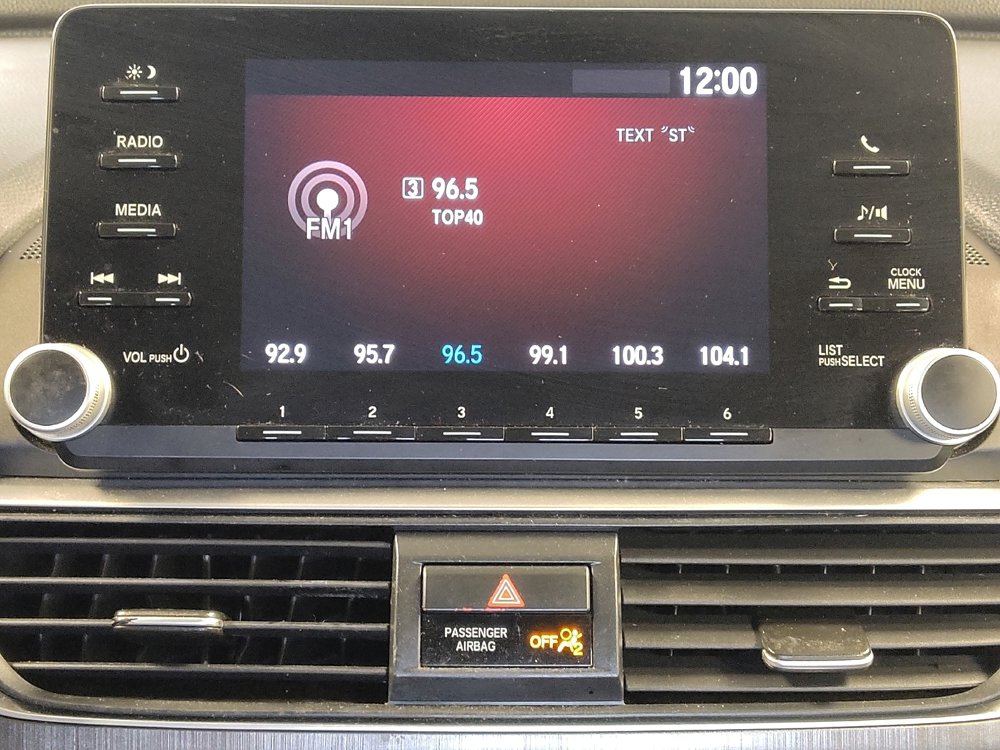 12:00
RADIO
TEXT "ST"
3 96.5
MEDIA
TOP40
FM1
CLOCK
MENU
VOL PUSH
92.9 95.7 96.5 99.1 100.3 104.1
LIST
PUSH SELECT
1 2 3 4 5 6
PASSENGER
AIRBAG
OFF 2